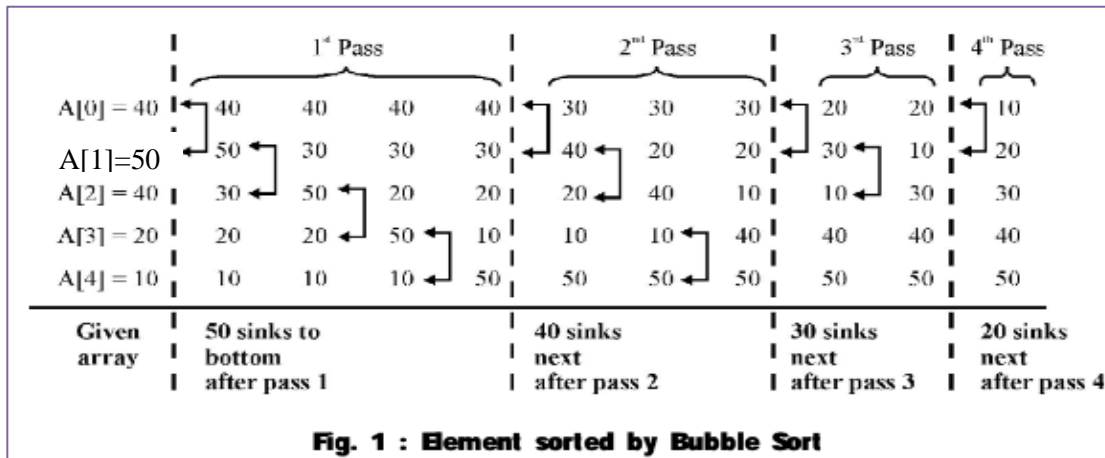 1st Pass 2nd Pass 3rd Pass 4th Pass
A[0] = 40 40 40 40 40 30 30 30 20 20 10
A[1]=50 50 30 30 30 40 20 20 30 10 20
A[2] = 40 30 50 20 20 20 40 10 10 30 30
A[3] = 20 20 20 50 10 10 10 40 40 40 40
A[4] = 10 10 10 10 50 50 50 50 50 50 50
Given 50 sinks to 40 sinks 30 sinks 20 sinks
array bottom next next next
after pass 1 after pass 2 after pass 3 after pass 4
Fig. 1 : Element sorted by Bubble Sort